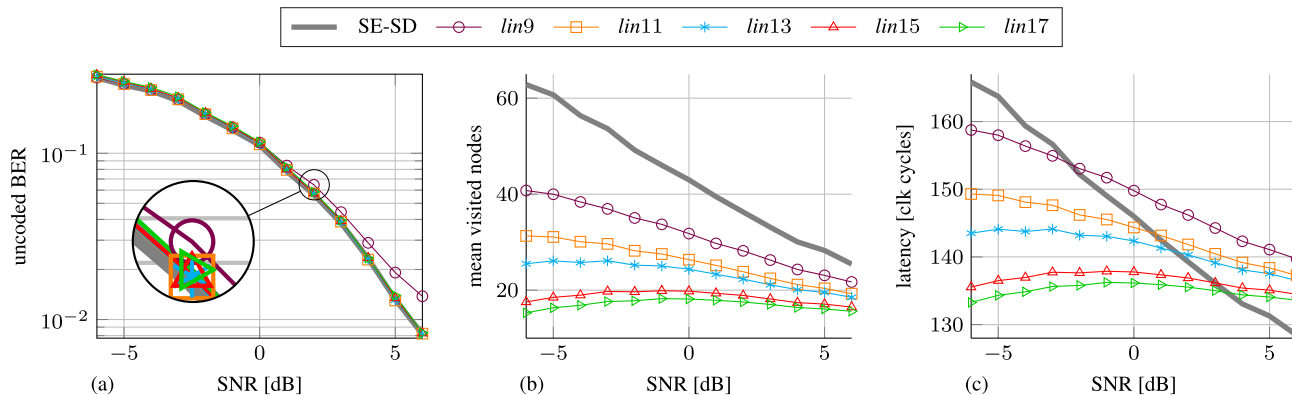 SE-SD lin9 lin11 lin13 lin15 lin17
uncoded BER
10⁻¹
10⁻²
−5 0 5
SNR [dB]
(a)
mean visited nodes
60
40
20
−5 0 5
SNR [dB]
(b)
latency [clk cycles]
160
150
140
130
−5 0 5
SNR [dB]
(c)